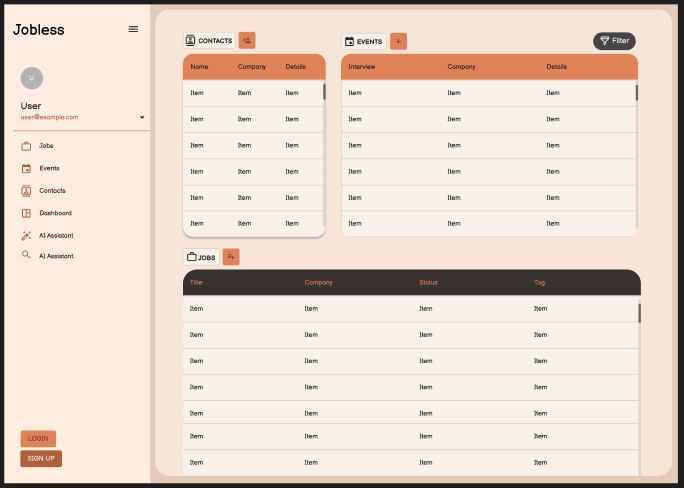 Jobless
U
User
user@example.com
Jobs
Events
Contacts
Dashboard
AI Assistant
AI Assistant
LOGIN
SIGN UP
CONTACTS
Name Company Details
Item Item Item
Item Item Item
Item Item Item
Item Item Item
Item Item Item
Item Item Item
EVENTS
+
Filter
Interview Company Details
Item Item Item
Item Item Item
Item Item Item
Item Item Item
Item Item Item
Item Item Item
JOBS
Title Company Status Tag
Item Item Item Item
Item Item Item Item
Item Item Item Item
Item Item Item Item
Item Item Item Item
Item Item Item Item
Item Item Item Item